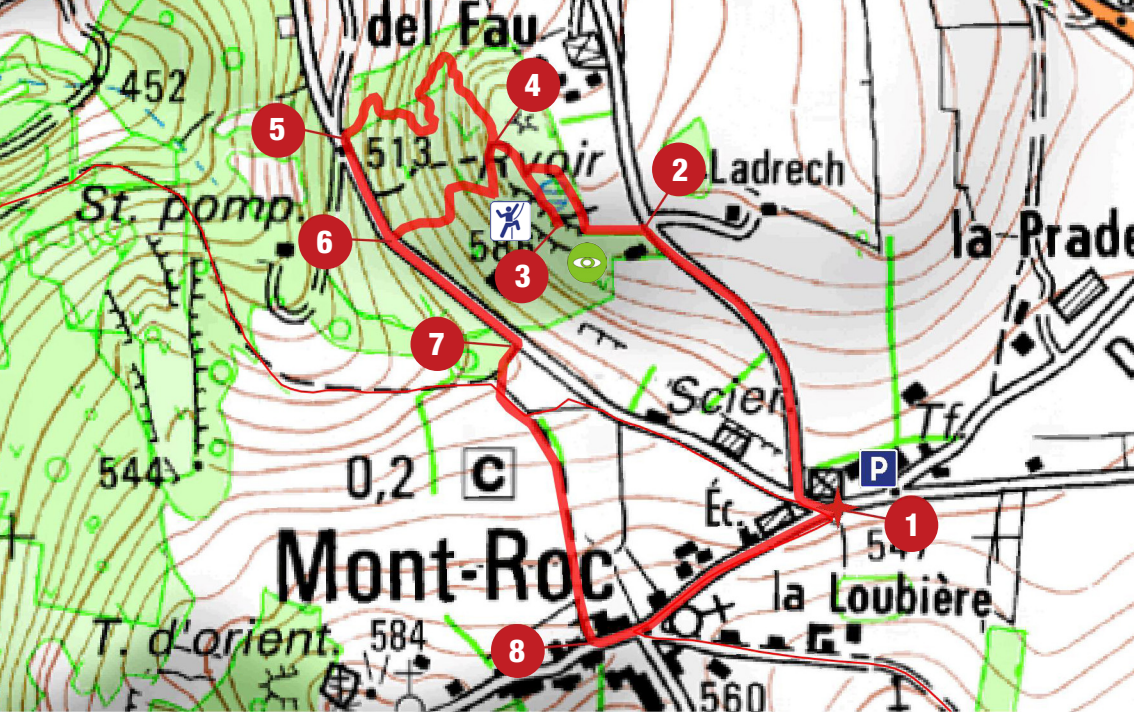 del Fau
452
4
5
513
Rvoir
2
Ladrech
St. pomp.
6
3
la Prade
7
Scier.
Tf.
544
0,2
C
P
Éc.
1
547
Mont-Roc
la Loubière
T. d'orient.
584
8
560